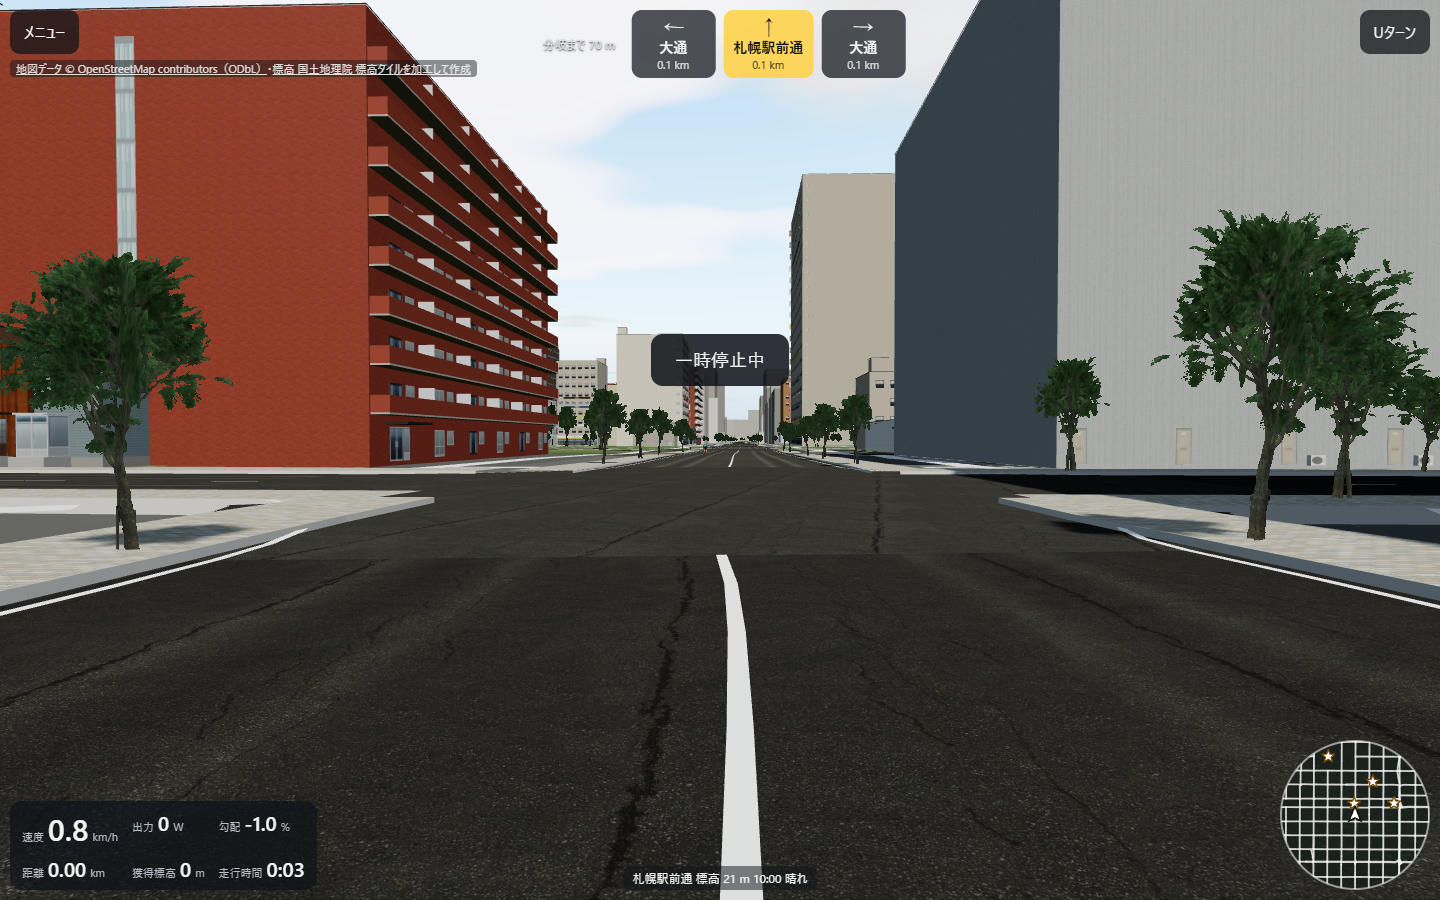 メニュー
地図データ © OpenStreetMap contributors（ODbL）・標高 国土地理院 標高タイルを加工して作成
分岐まで 70 m
← 大通 0.1 km
↑ 札幌駅前通 0.1 km
→ 大通 0.1 km
Uターン
一時停止中
速度 0.8 km/h 出力 0 W 勾配 -1.0 %
距離 0.00 km 獲得標高 0 m 走行時間 0:03
札幌駅前通 標高 21 m 10:00 晴れ